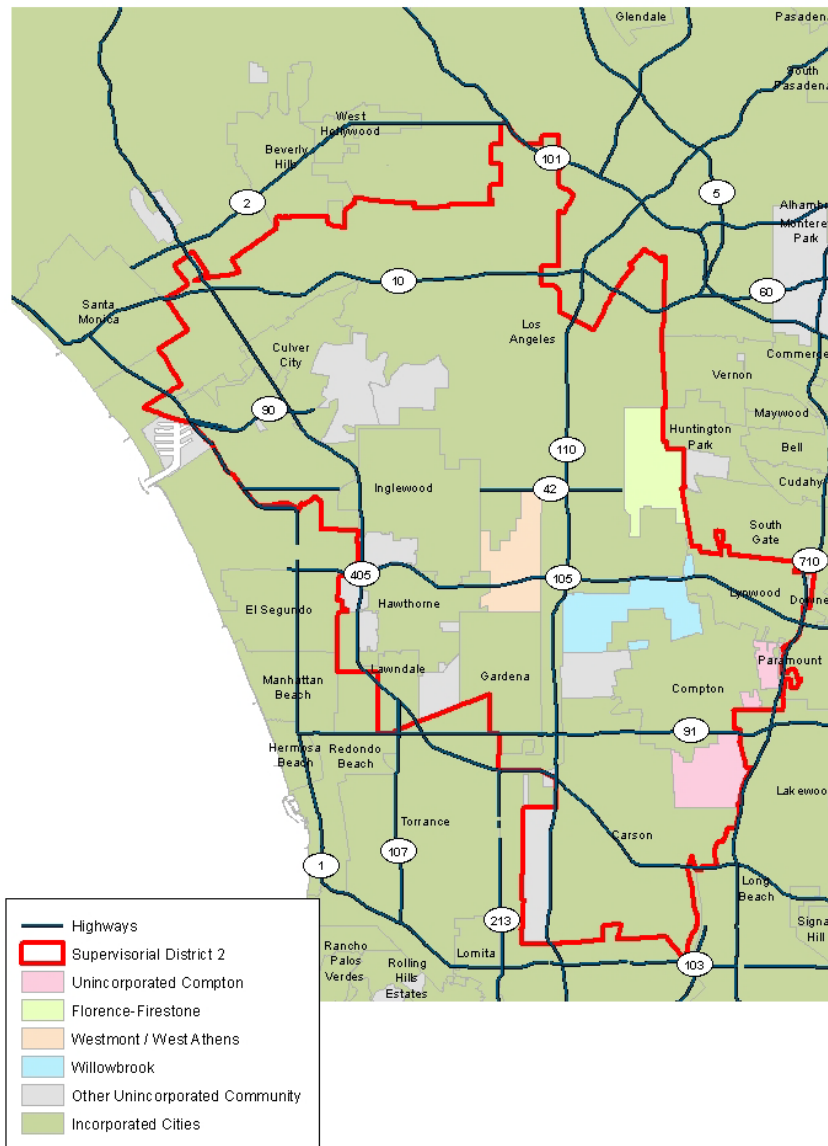 Glendale
Pasadena
South
Pasadena
West
Hollywood
Beverly
Hills
101
5
2
Alhambr
Monterey
Park
10
60
Santa
Monica
Los
Angeles
Culver
City
Commerce
Vernon
90
Maywood
Huntington
Park
Bell
110
Cudahy
Inglewood
42
South
Gate
710
405
105
Lynwood
Downe
El Segundo
Hawthorne
Paramount
Lawndale
Gardena
Compton
Manhattan
Beach
91
Hermosa
Beach
Redondo
Beach
Lakewood
Torrance
Carson
107
1
Long
Beach
213
Signa
Hill
Lomita
103
Rancho
Palos
Verdes
Rolling
Hills
Estates
Highways
Supervisorial District 2
Unincorporated Compton
Florence-Firestone
Westmont / West Athens
Willowbrook
Other Unincorporated Community
Incorporated Cities